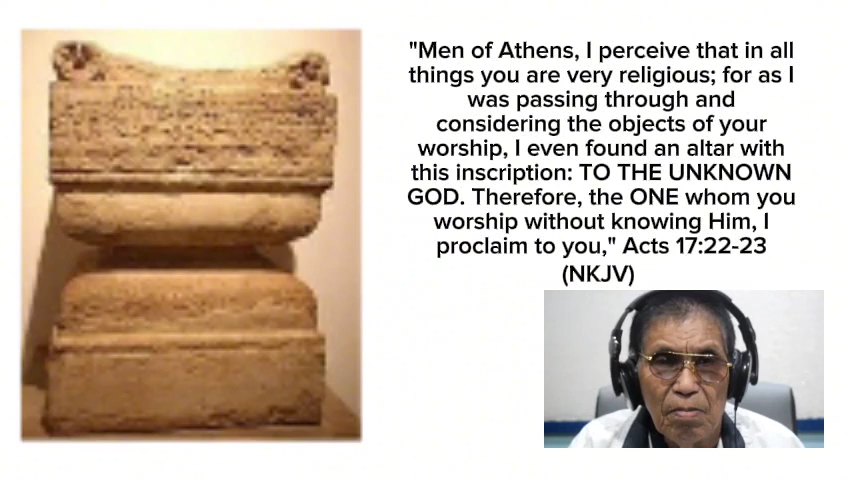 "Men of Athens, I perceive that in all
things you are very religious; for as I
was passing through and
considering the objects of your
worship, I even found an altar with
this inscription: TO THE UNKNOWN
GOD. Therefore, the ONE whom you
worship without knowing Him, I
proclaim to you," Acts 17:22-23
(NKJV)